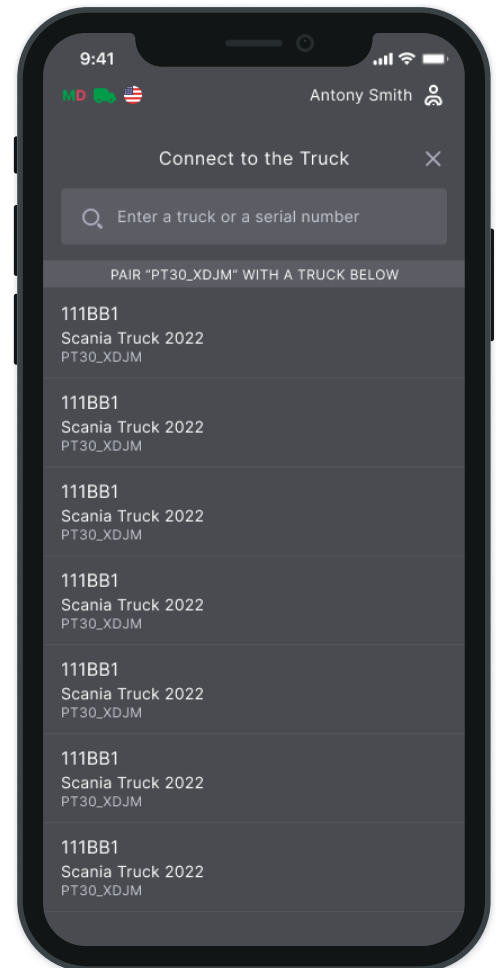 9:41
MD
Antony Smith
Connect to the Truck
Enter a truck or a serial number
PAIR “PT30_XDJM” WITH A TRUCK BELOW
111BB1
Scania Truck 2022
PT30_XDJM
111BB1
Scania Truck 2022
PT30_XDJM
111BB1
Scania Truck 2022
PT30_XDJM
111BB1
Scania Truck 2022
PT30_XDJM
111BB1
Scania Truck 2022
PT30_XDJM
111BB1
Scania Truck 2022
PT30_XDJM
111BB1
Scania Truck 2022
PT30_XDJM